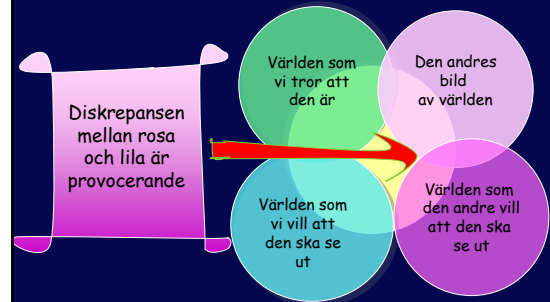 Diskrepansen
mellan rosa
och lila är
provocerande
Världen som
vi tror att
den är
Den andres
bild
av världen
Världen som
vi vill att
den ska se
ut
Världen som
den andre vill
att den ska
se ut